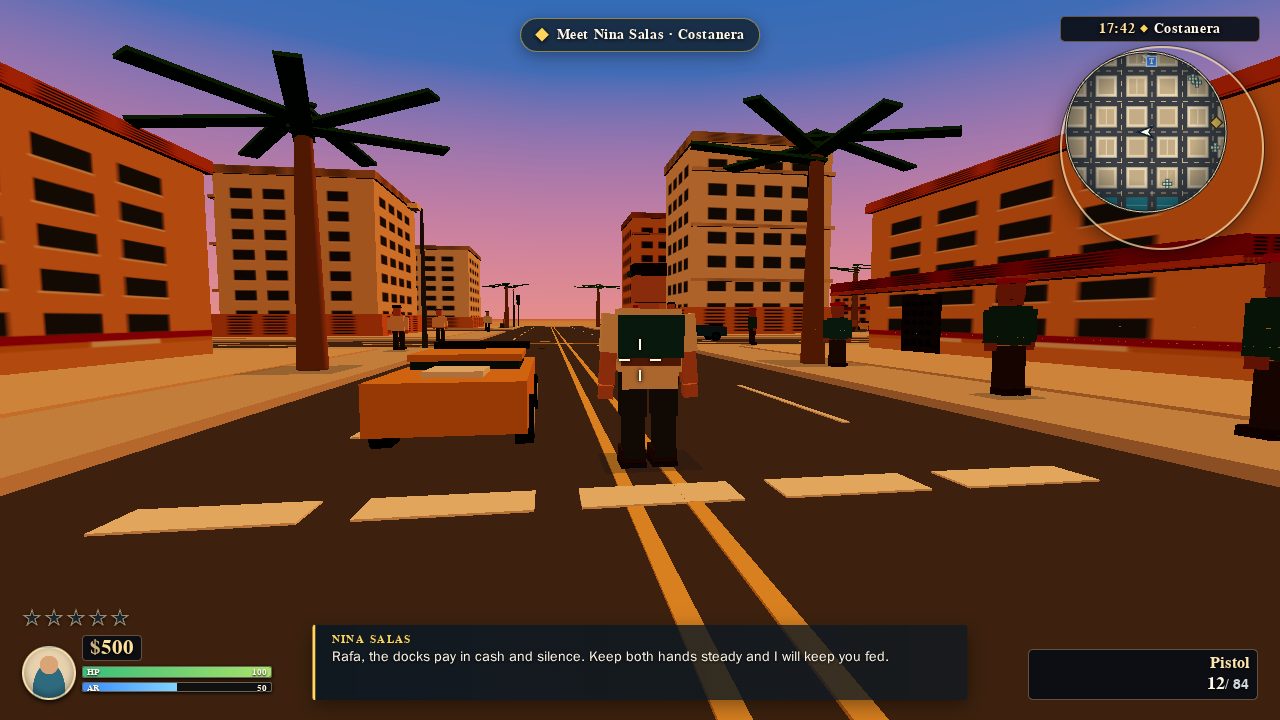 Meet Nina Salas · Costanera
17:42 ◆ Costanera
T
$500
HP 100
AR 50
NINA SALAS
Rafa, the docks pay in cash and silence. Keep both hands steady and I will keep you fed.
Pistol
12/ 84